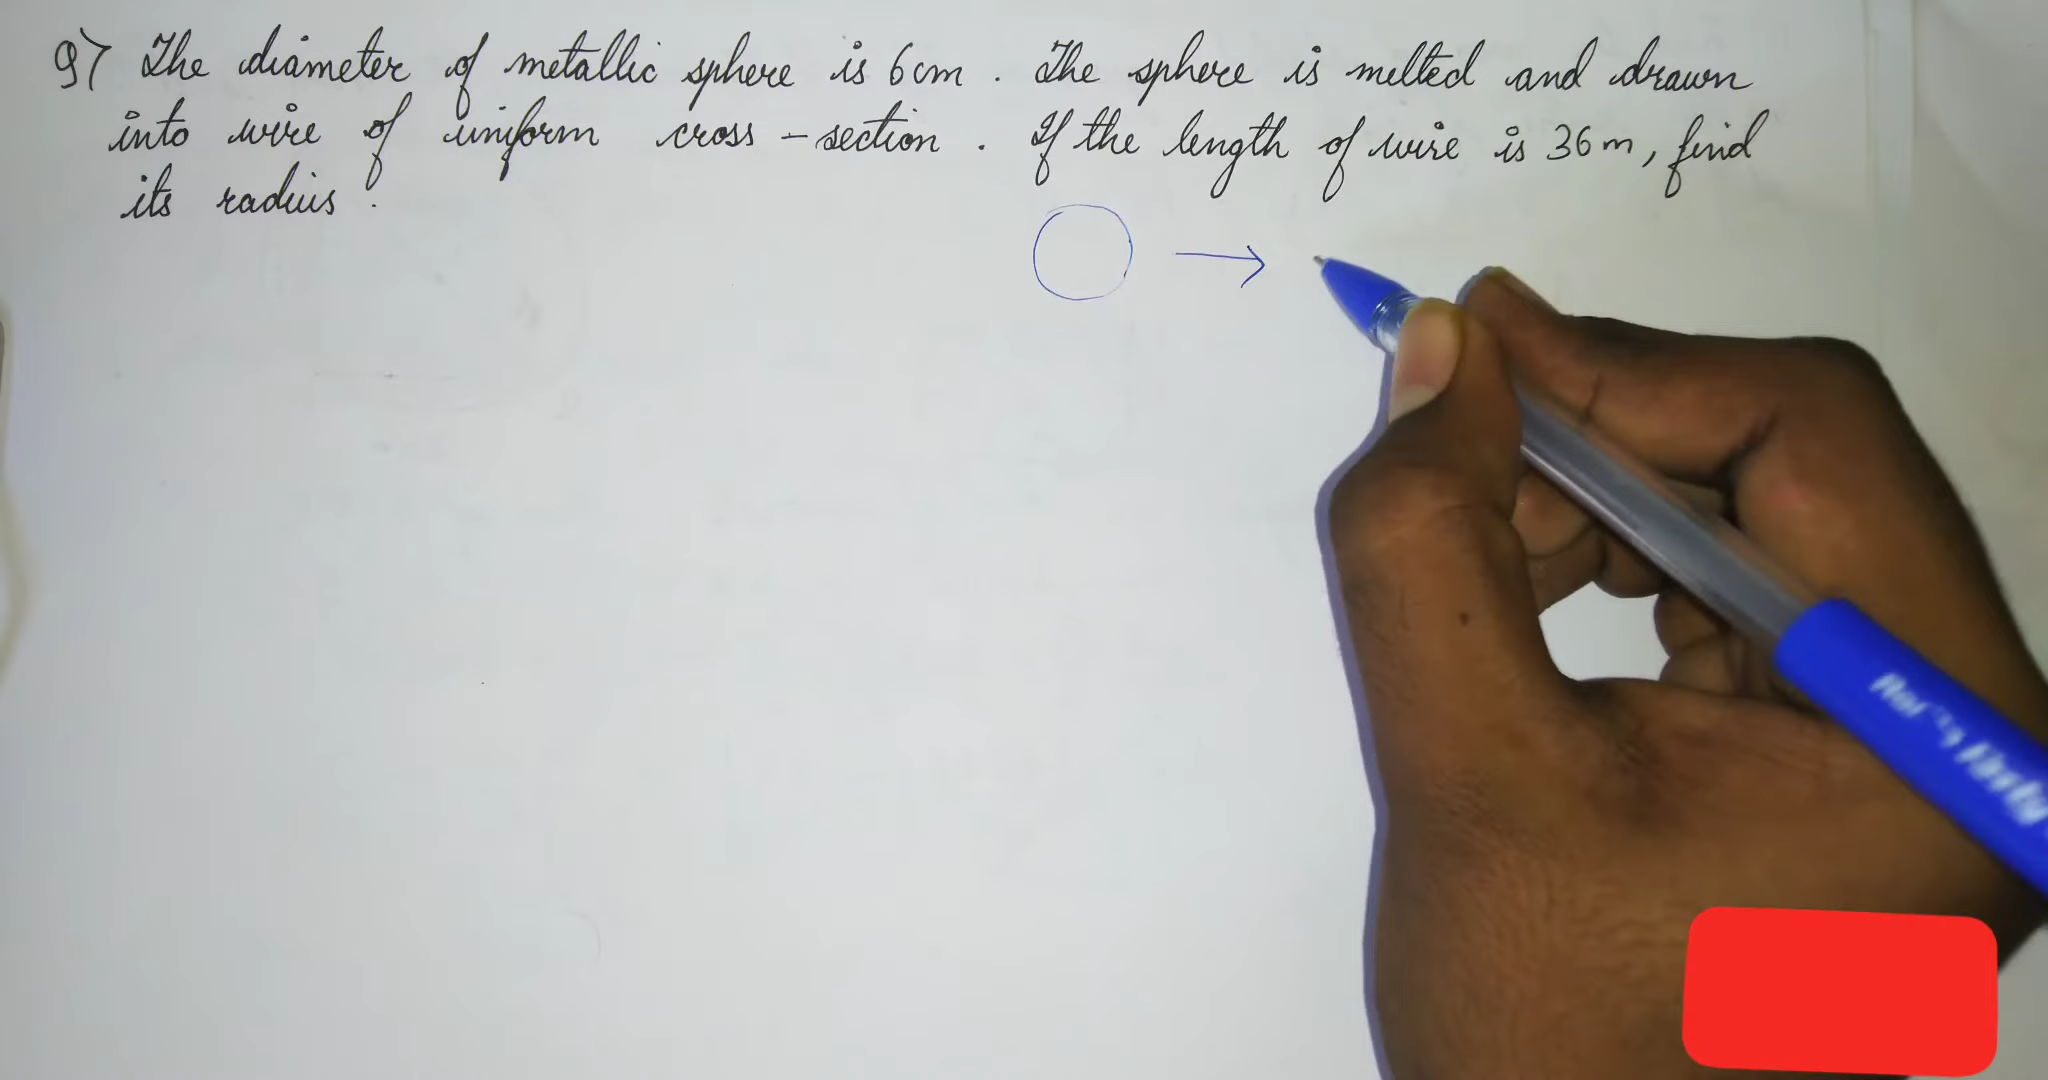 9) The diameter of metallic sphere is 6cm. The sphere is melted and drawn
into wire of uniform cross-section. If the length of wire is 36m, find
its radius.